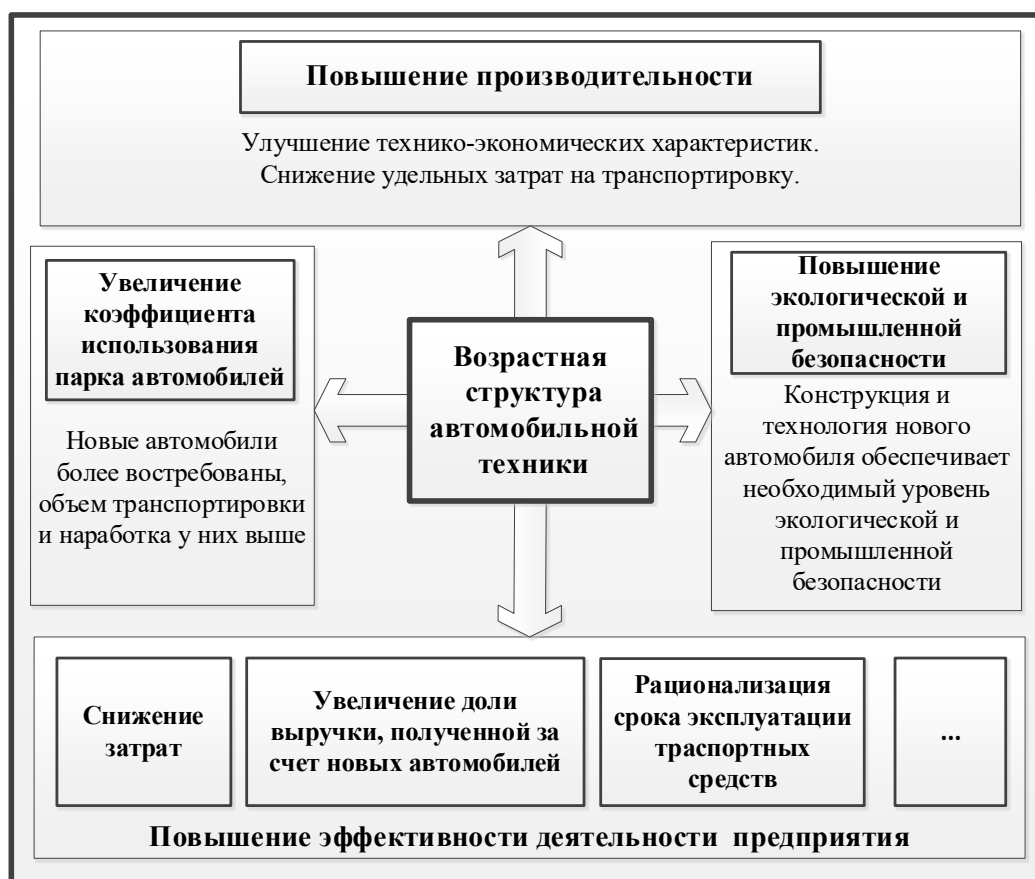 Повышение производительности
Улучшение технико-экономических характеристик.
Снижение удельных затрат на транспортировку.
Увеличение
коэффициента
использования
парка автомобилей
Новые автомобили
более востребованы,
объем транспортировки
и наработка у них выше
Возрастная
структура
автомобильной
техники
Повышение
экологической и
промышленной
безопасности
Конструкция и
технология нового
автомобиля обеспечивает
необходимый уровень
экологической и
промышленной
безопасности
Снижение
затрат
Увеличение доли
выручки, полученной за
счет новых автомобилей
Рационализация
срока эксплуатации
траспортных
средств
...
Повышение эффективности деятельности предприятия